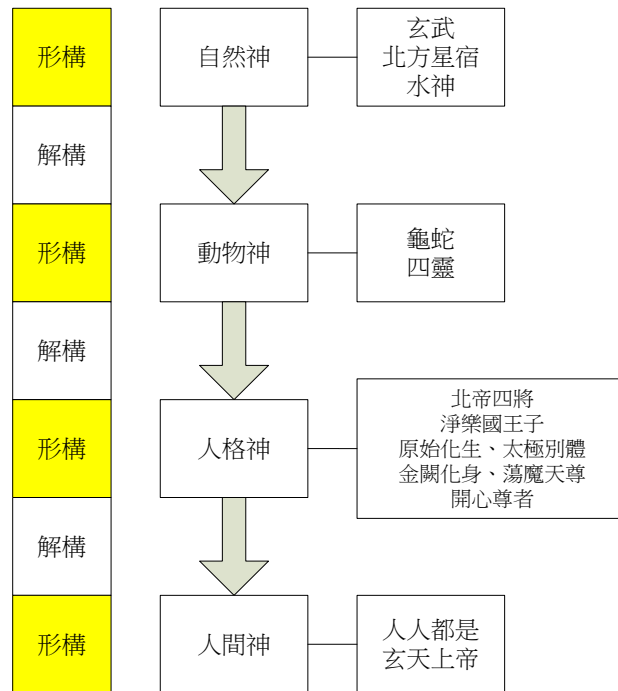 形構
自然神
玄武
北方星宿
水神
解構
形構
動物神
龜蛇
四靈
解構
形構
人格神
北帝四將
淨樂國王子
原始化生、太極別體
金闕化身、蕩魔天尊
開心尊者
解構
形構
人間神
人人都是
玄天上帝